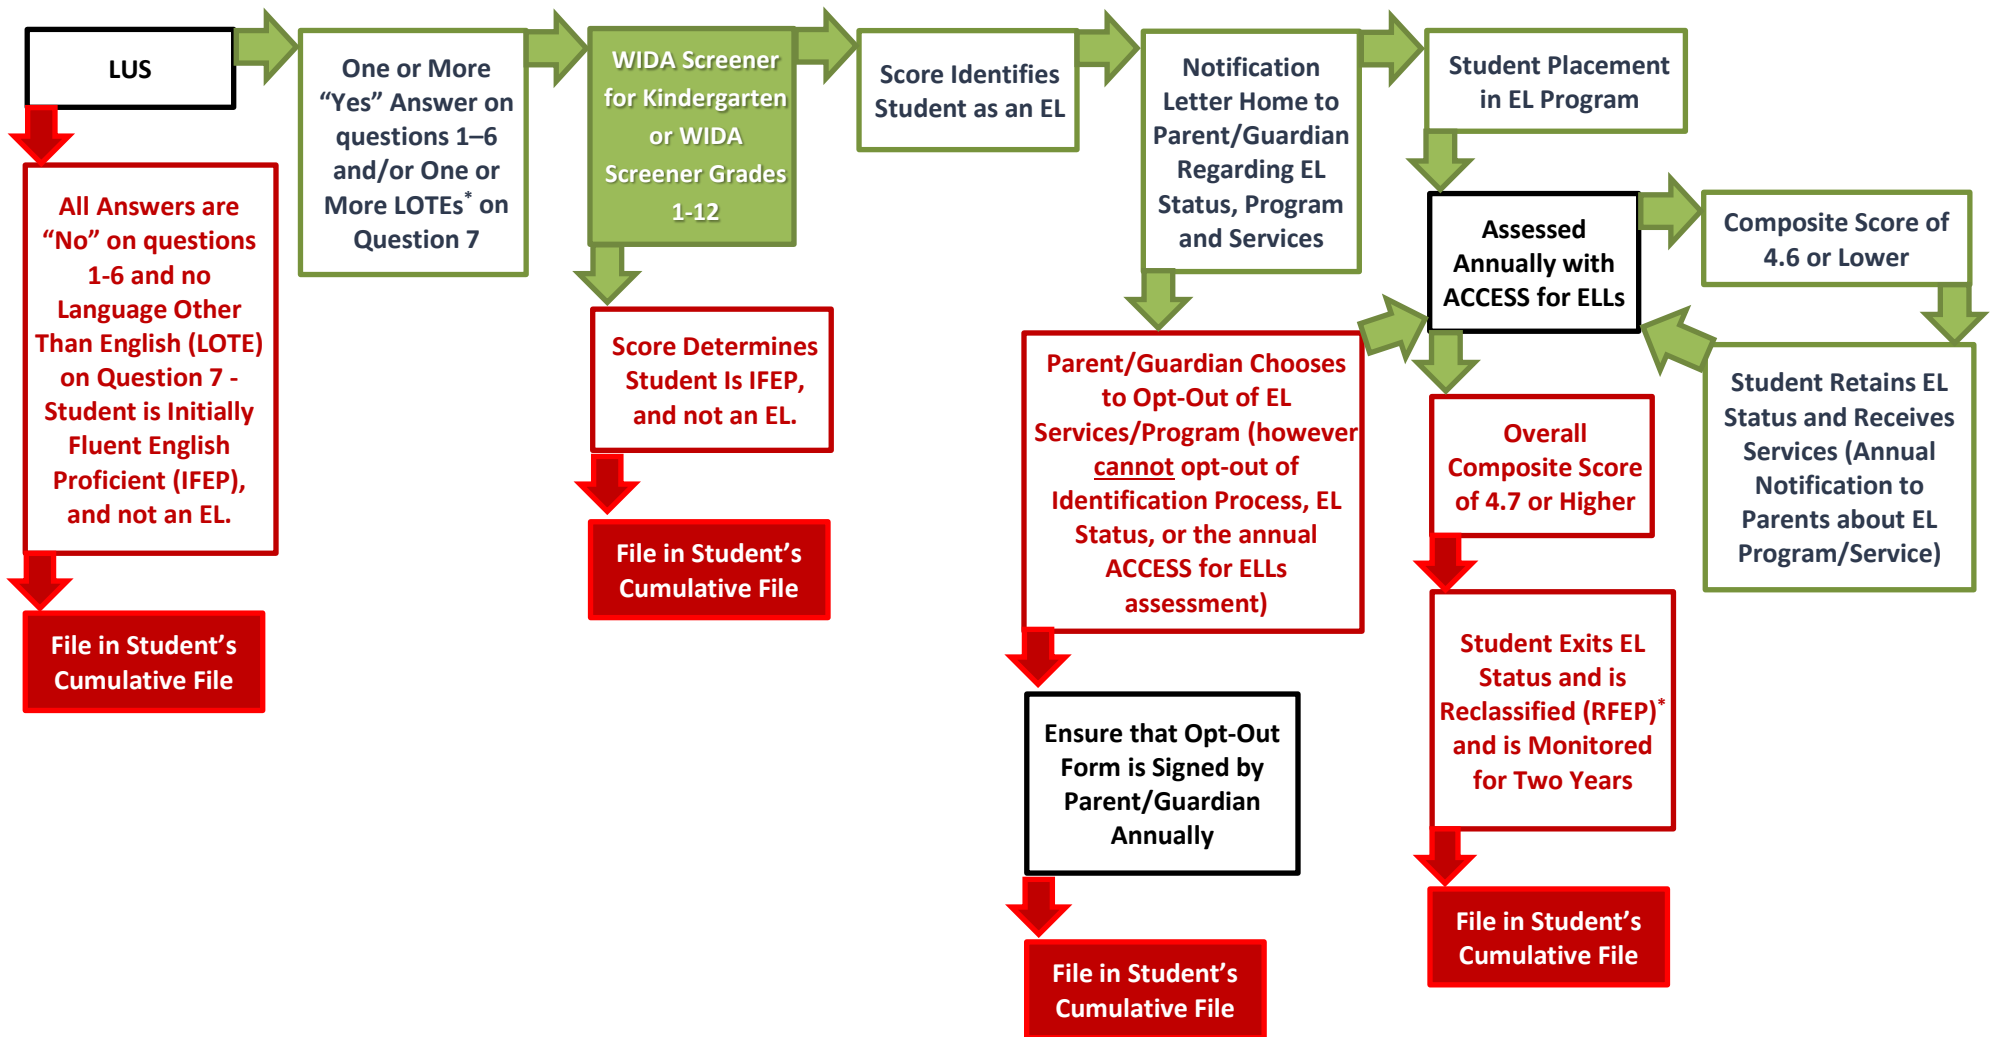 LUS
One or More
“Yes” Answer on
questions 1–6
and/or One or
More LOTEs* on
Question 7
WIDA Screener
for Kindergarten
or WIDA
Screener Grades
1-12
Score Identifies
Student as an EL
Notification
Letter Home to
Parent/Guardian
Regarding EL
Status, Program
and Services
Student Placement
in EL Program
All Answers are
“No” on questions
1-6 and no
Language Other
Than English (LOTE)
on Question 7 -
Student is Initially
Fluent English
Proficient (IFEP),
and not an EL.
File in Student’s
Cumulative File
Score Determines
Student Is IFEP,
and not an EL.
File in Student’s
Cumulative File
Parent/Guardian Chooses
to Opt-Out of EL
Services/Program (however
cannot opt-out of
Identification Process, EL
Status, or the annual
ACCESS for ELLs
assessment)
Ensure that Opt-Out
Form is Signed by
Parent/Guardian
Annually
File in Student’s
Cumulative File
Assessed
Annually with
ACCESS for ELLs
Composite Score of
4.6 or Lower
Student Retains EL
Status and Receives
Services (Annual
Notification to
Parents about EL
Program/Service)
Overall
Composite Score
of 4.7 or Higher
Student Exits EL
Status and is
Reclassified (RFEP)*
and is Monitored
for Two Years
File in Student’s
Cumulative File